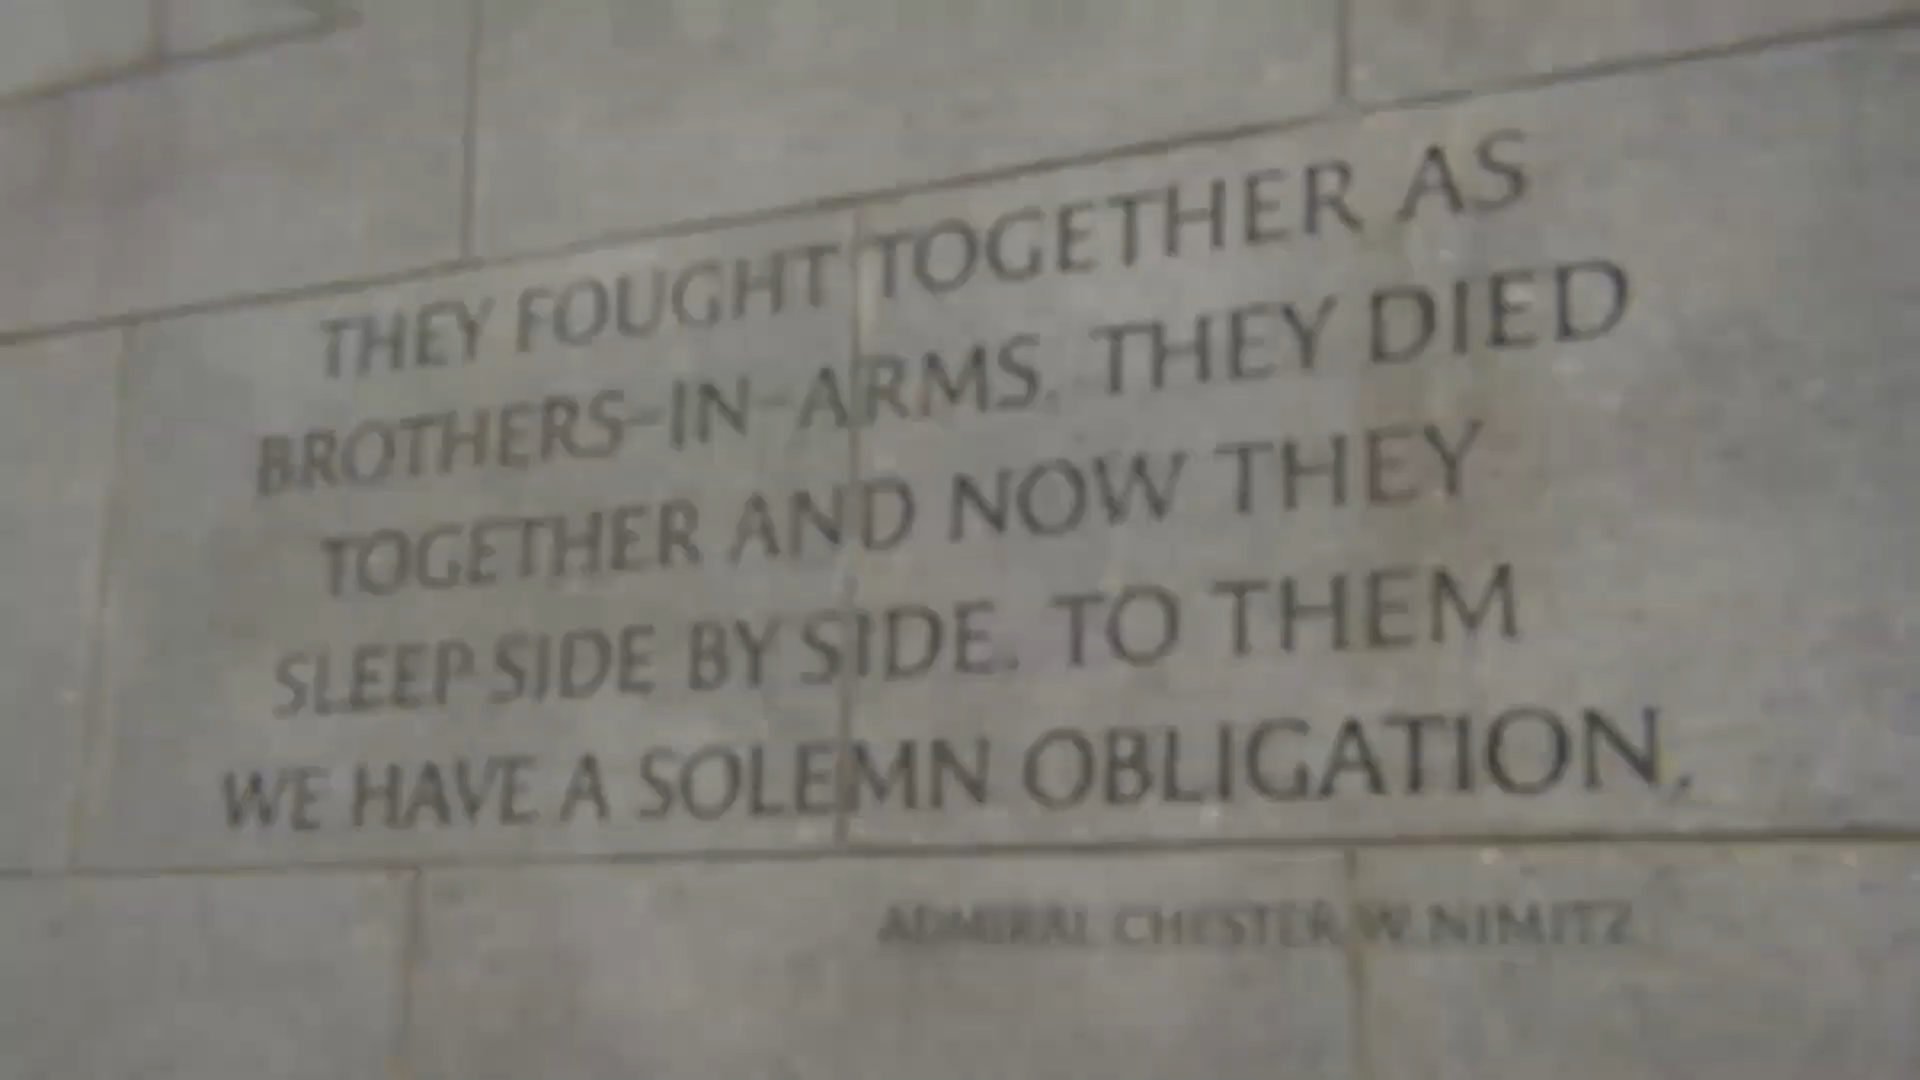 THEY FOUGHT TOGETHER AS
BROTHERS-IN-ARMS. THEY DIED
TOGETHER AND NOW THEY
SLEEP SIDE BY SIDE. TO THEM
WE HAVE A SOLEMN OBLIGATION.
ADMIRAL CHESTER W. NIMITZ